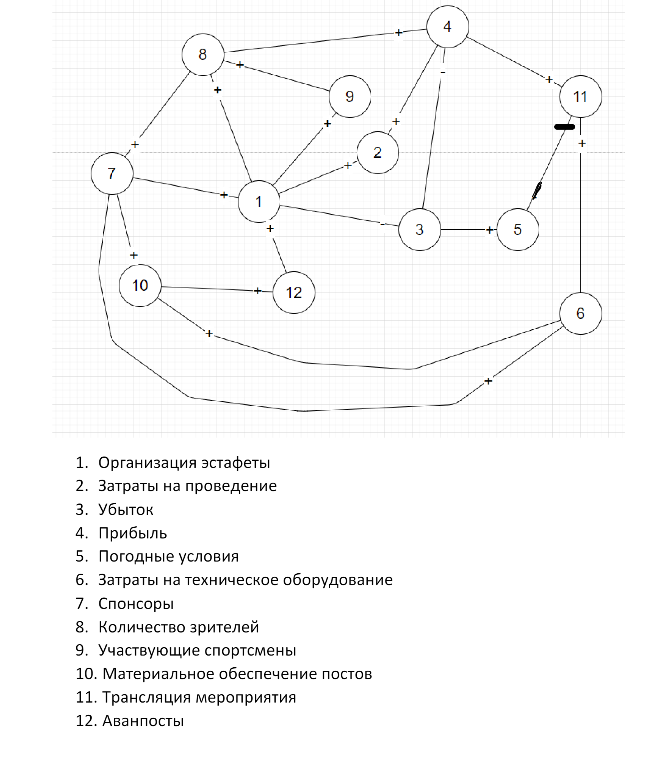 4
+
8
+
-
+
+
11
+
9
+
+
+
2
+
+
7
+
1
-
3
+
5
+
+
10
+
12
+
6
+
1. Организация эстафеты
2. Затраты на проведение
3. Убыток
4. Прибыль
5. Погодные условия
6. Затраты на техническое оборудование
7. Спонсоры
8. Количество зрителей
9. Участвующие спортсмены
10. Материальное обеспечение постов
11. Трансляция мероприятия
12. Аванпосты